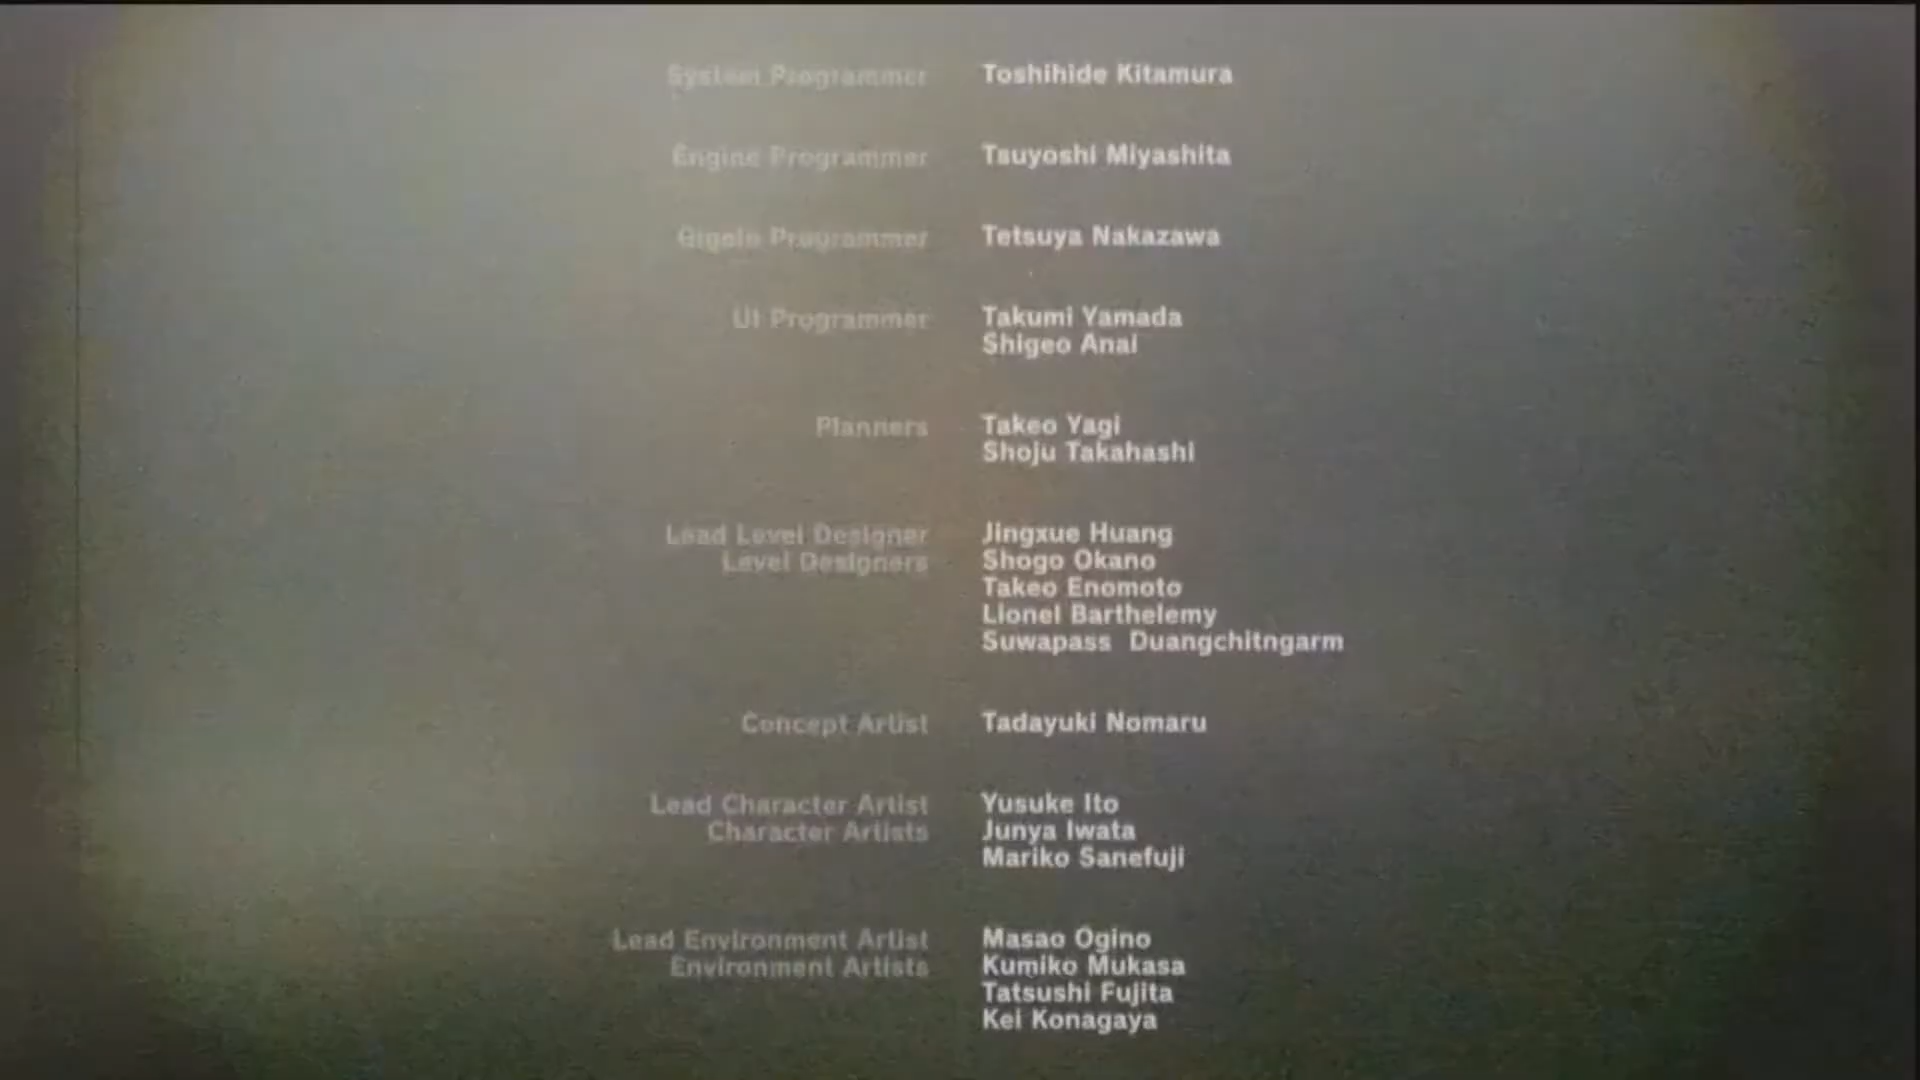 System Programmer Toshihide Kitamura
Engine Programmer Tsuyoshi Miyashita
Gigolo Programmer Tetsuya Nakazawa
UI Programmer Takumi Yamada
Shigeo Anai
Planners Takeo Yagi
Shoju Takahashi
Lead Level Designer Jingxue Huang
Level Designers Shogo Okano
Takeo Enomoto
Lionel Barthelemy
Suwapass Duangchitngarm
Concept Artist Tadayuki Nomaru
Lead Character Artist Yusuke Ito
Character Artists Junya Iwata
Mariko Sanefuji
Lead Environment Artist Masao Ogino
Environment Artists Kumiko Mukasa
Tatsushi Fujita
Kei Konagaya